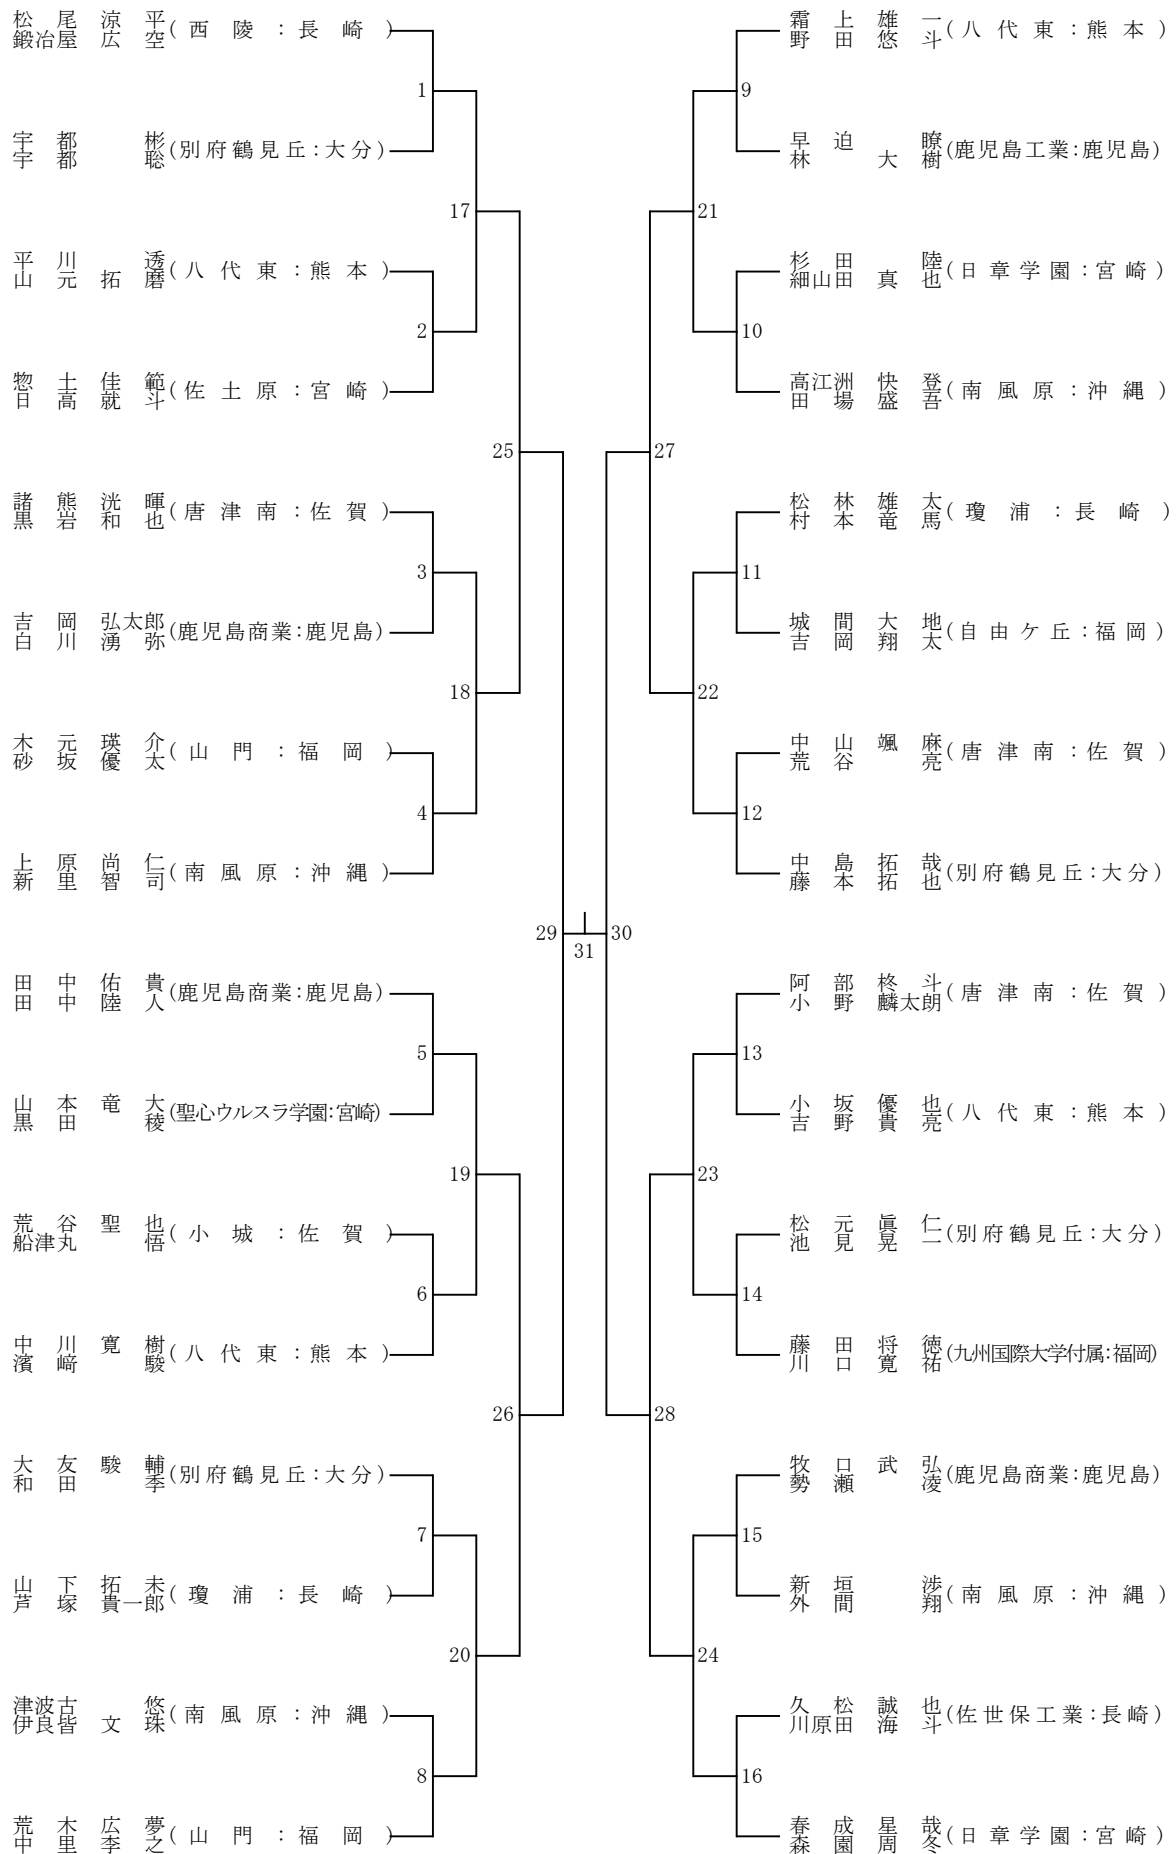 松尾涼平
鍛冶屋広空
(西陵:長崎)
1
宇都彬
宇都聡
(別府鶴見丘:大分)
17
平川透
山元拓磨
(八代東:熊本)
2
惣土佳範
日高就斗
(佐土原:宮崎)
25
諸熊洸暉
黒岩和也
(唐津南:佐賀)
3
吉岡弘太郎
白川湧弥
(鹿児島商業:鹿児島)
18
木元瑛介
砂坂優太
(山門:福岡)
4
上原尚仁
新里智司
(南風原:沖縄)
29
31
田中佑貴
田中陸人
(鹿児島商業:鹿児島)
5
山本竜大
黒田稜
(聖心ウルスラ学園:宮崎)
19
荒谷聖也
船津丸悟
(小城:佐賀)
6
中川寛樹
濱﨑駿
(八代東:熊本)
26
大友駿輔
和田季
(別府鶴見丘:大分)
7
山下拓未
芦塚貴一郎
(瓊浦:長崎)
20
津波古悠
伊良皆文珠
(南風原:沖縄)
8
荒木広夢
中里李之
(山門:福岡)
霜上雄一
野田悠斗
(八代東:熊本)
9
早迫瞭
林大樹
(鹿児島工業:鹿児島)
21
杉田陸
細山田真也
(日章学園:宮崎)
10
高江洲快登
田場盛吾
(南風原:沖縄)
27
松林雄太
村本竜馬
(瓊浦:長崎)
11
城間大地
吉岡翔太
(自由ケ丘:福岡)
22
中山颯麻
荒谷亮
(唐津南:佐賀)
12
中島拓哉
藤本拓也
(別府鶴見丘:大分)
30
阿部柊斗
小野麟太朗
(唐津南:佐賀)
13
小坂優也
吉野貴亮
(八代東:熊本)
23
松元眞仁
池見晃一
(別府鶴見丘:大分)
14
藤田将徳
川口寛祐
(九州国際大学付属:福岡)
28
牧口武弘
勢瀬凌
(鹿児島商業:鹿児島)
15
新垣渉
外間翔
(南風原:沖縄)
24
久松誠也
川原田海斗
(佐世保工業:長崎)
16
春成星哉
森園周冬
(日章学園:宮崎)